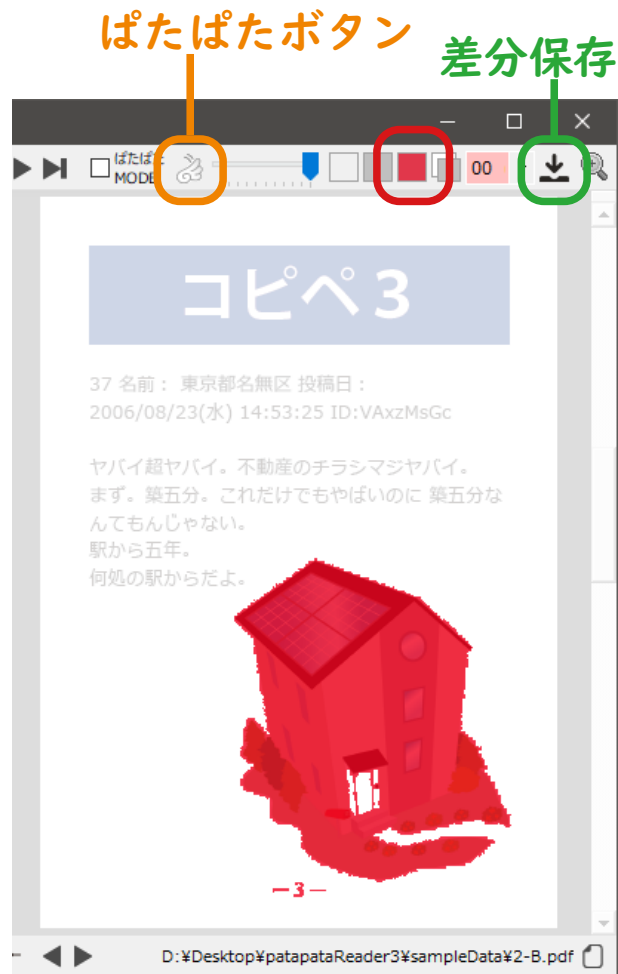 ぱたぱたボタン
差分保存
ぱたぱた
MODE
00
コピペ３
37 名前： 東京都名無区 投稿日：
2006/08/23(水) 14:53:25 ID:VAxzMsGc
ヤバイ超ヤバイ。不動産のチラシマジヤバイ。
まず。築五分。これだけでもやばいのに 築五分な
んてもんじゃない。
駅から五年。
何処の駅からだよ。
－3－
D:¥Desktop¥patapataReader3¥sampleData¥2-B.pdf